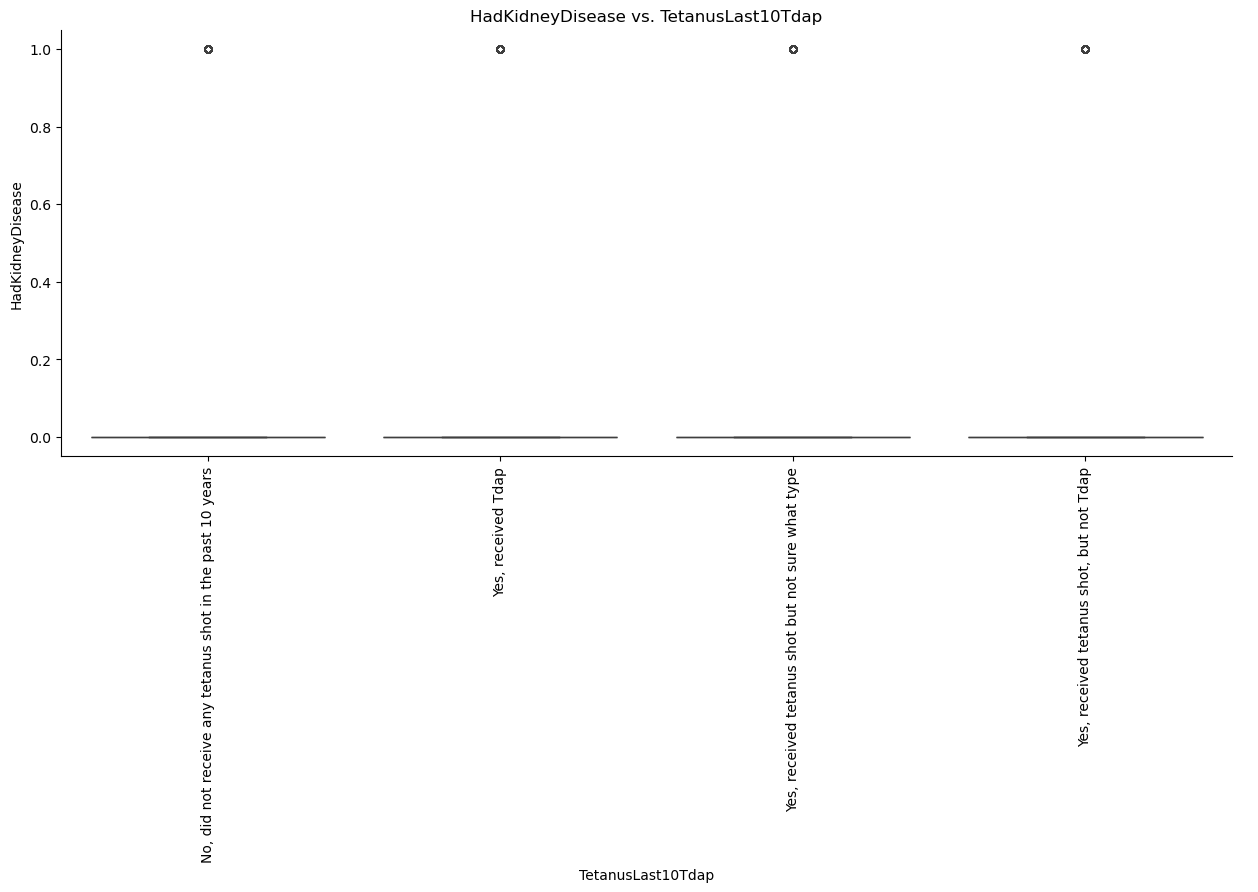 HadKidneyDisease vs. TetanusLast10Tdap
HadKidneyDisease
1.0
0.8
0.6
0.4
0.2
0.0
No, did not receive any tetanus shot in the past 10 years
Yes, received Tdap
Yes, received tetanus shot but not sure what type
Yes, received tetanus shot, but not Tdap
TetanusLast10Tdap